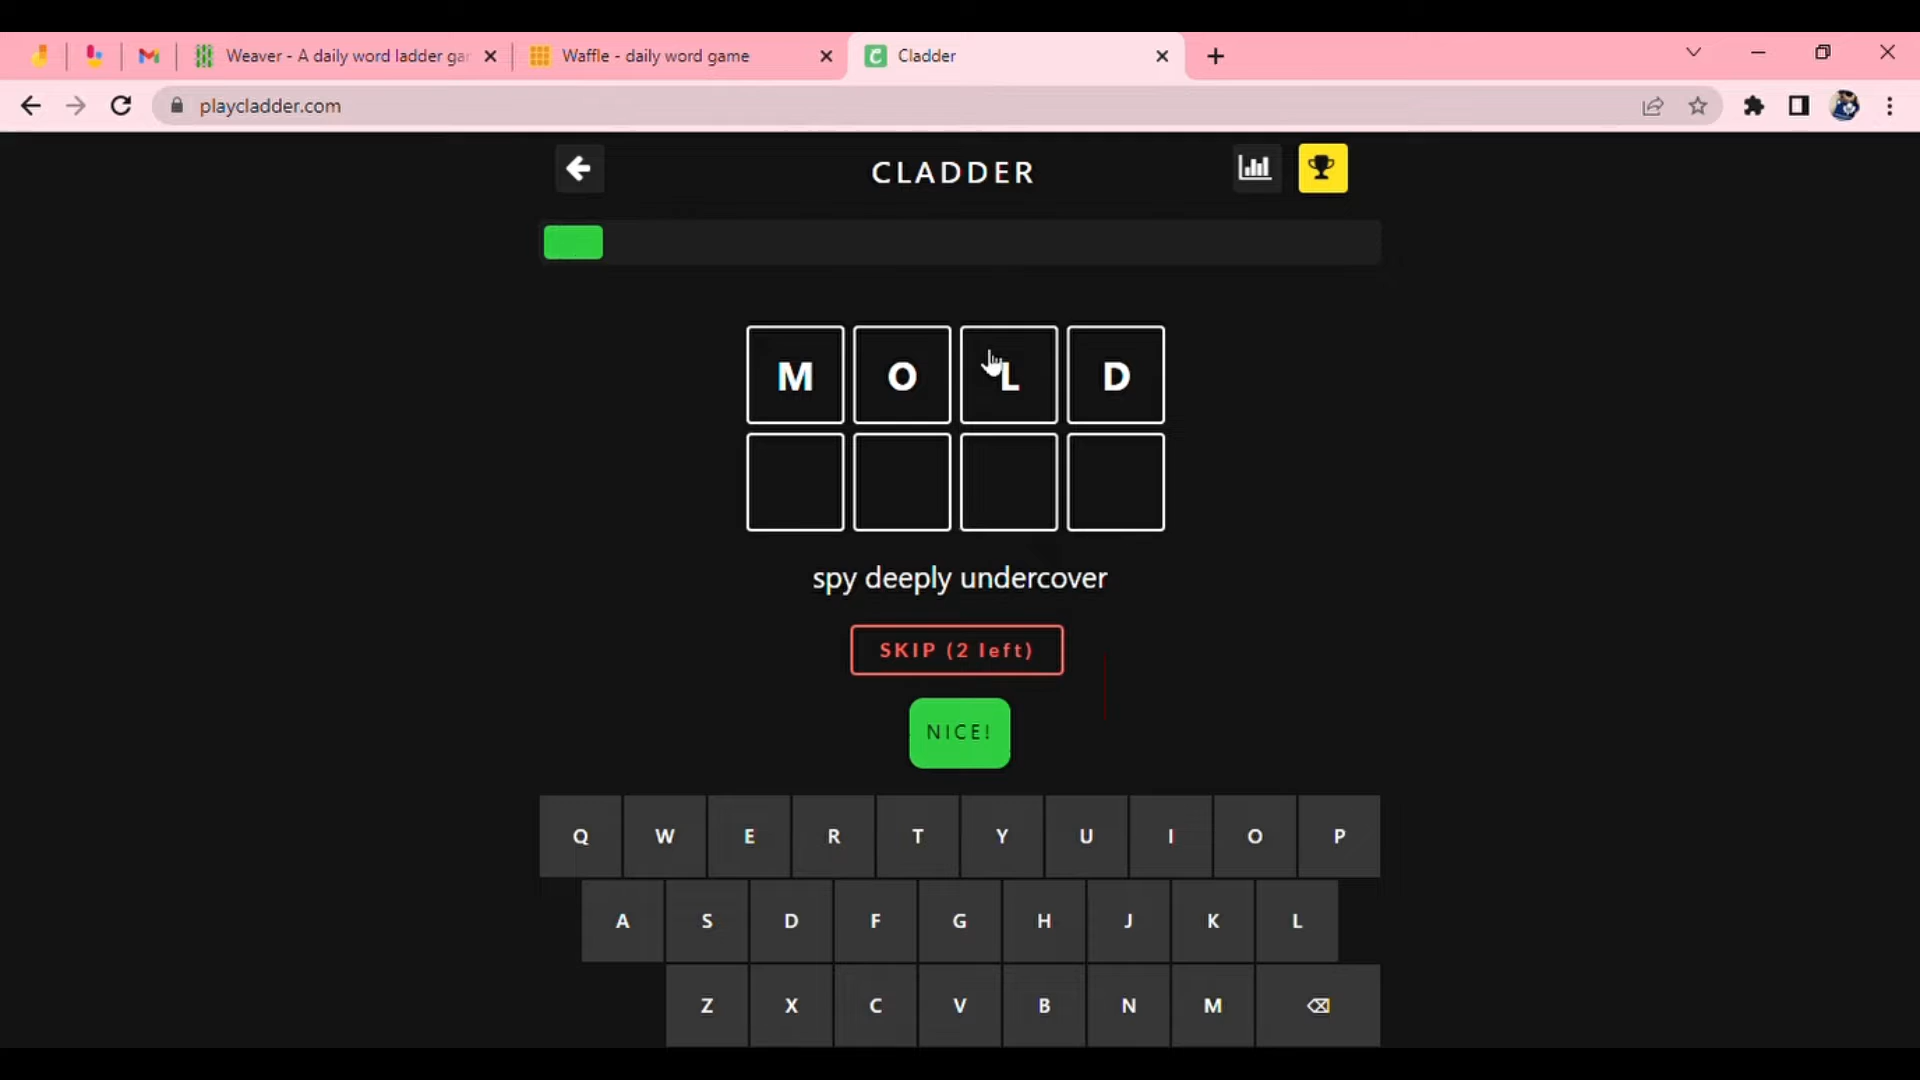 Weaver - A daily word ladder gar
Waffle - daily word game
Cladder
playcladder.com
CLADDER
M O L D
spy deeply undercover
SKIP (2 left)
NICE!
Q W E R T Y U I O P
A S D F G H J K L
Z X C V B N M